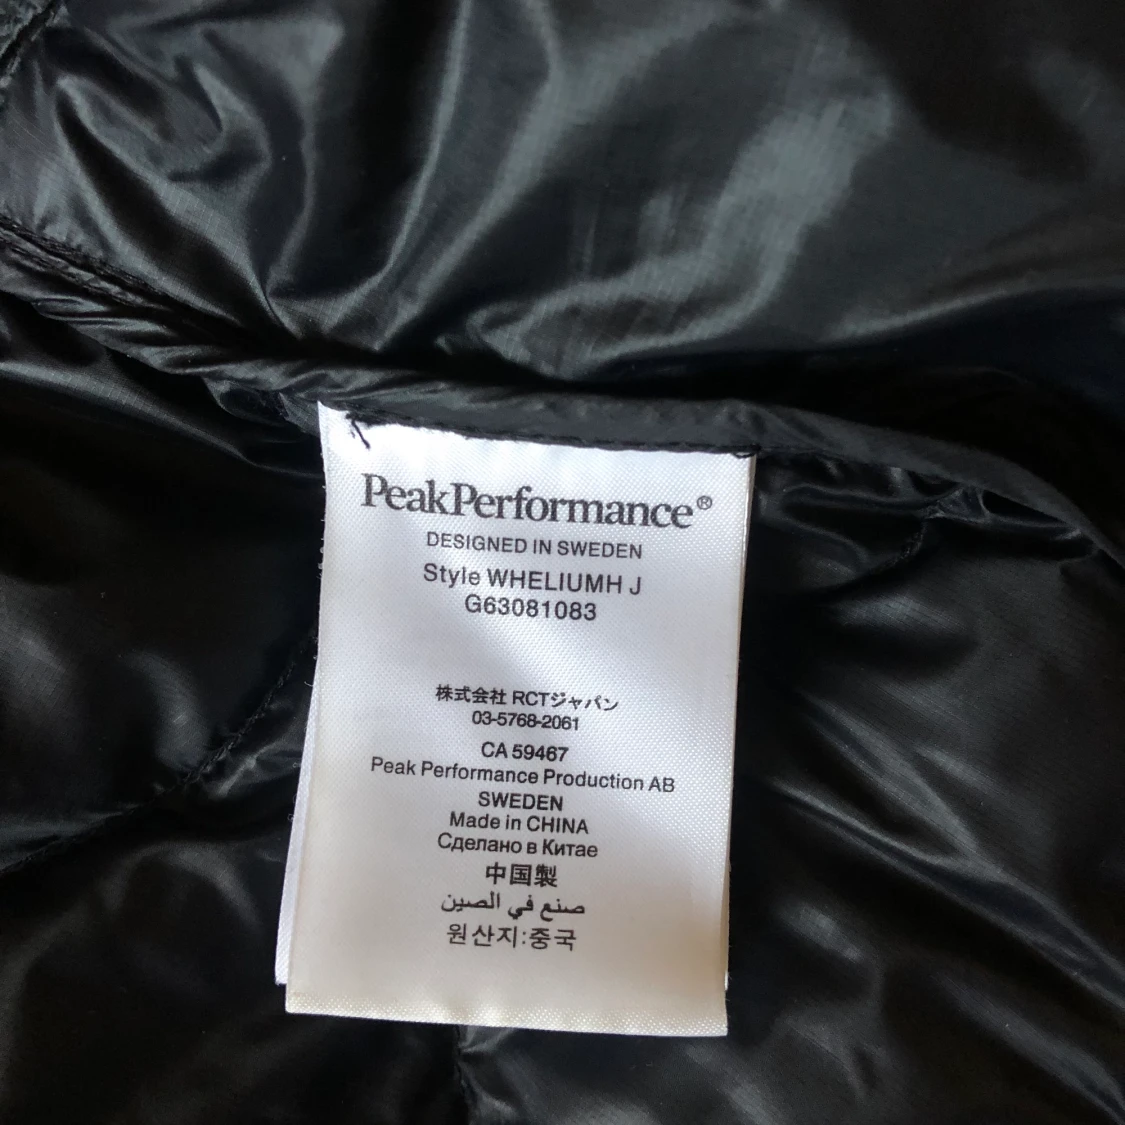 PeakPerformance®
DESIGNED IN SWEDEN
Style WHELIUMH J
G63081083
株式会社 RCTジャパン
03-5768-2061
CA 59467
Peak Performance Production AB
SWEDEN
Made in CHINA
Сделано в Китае
中国製
صنع في الصين
원산지:중국